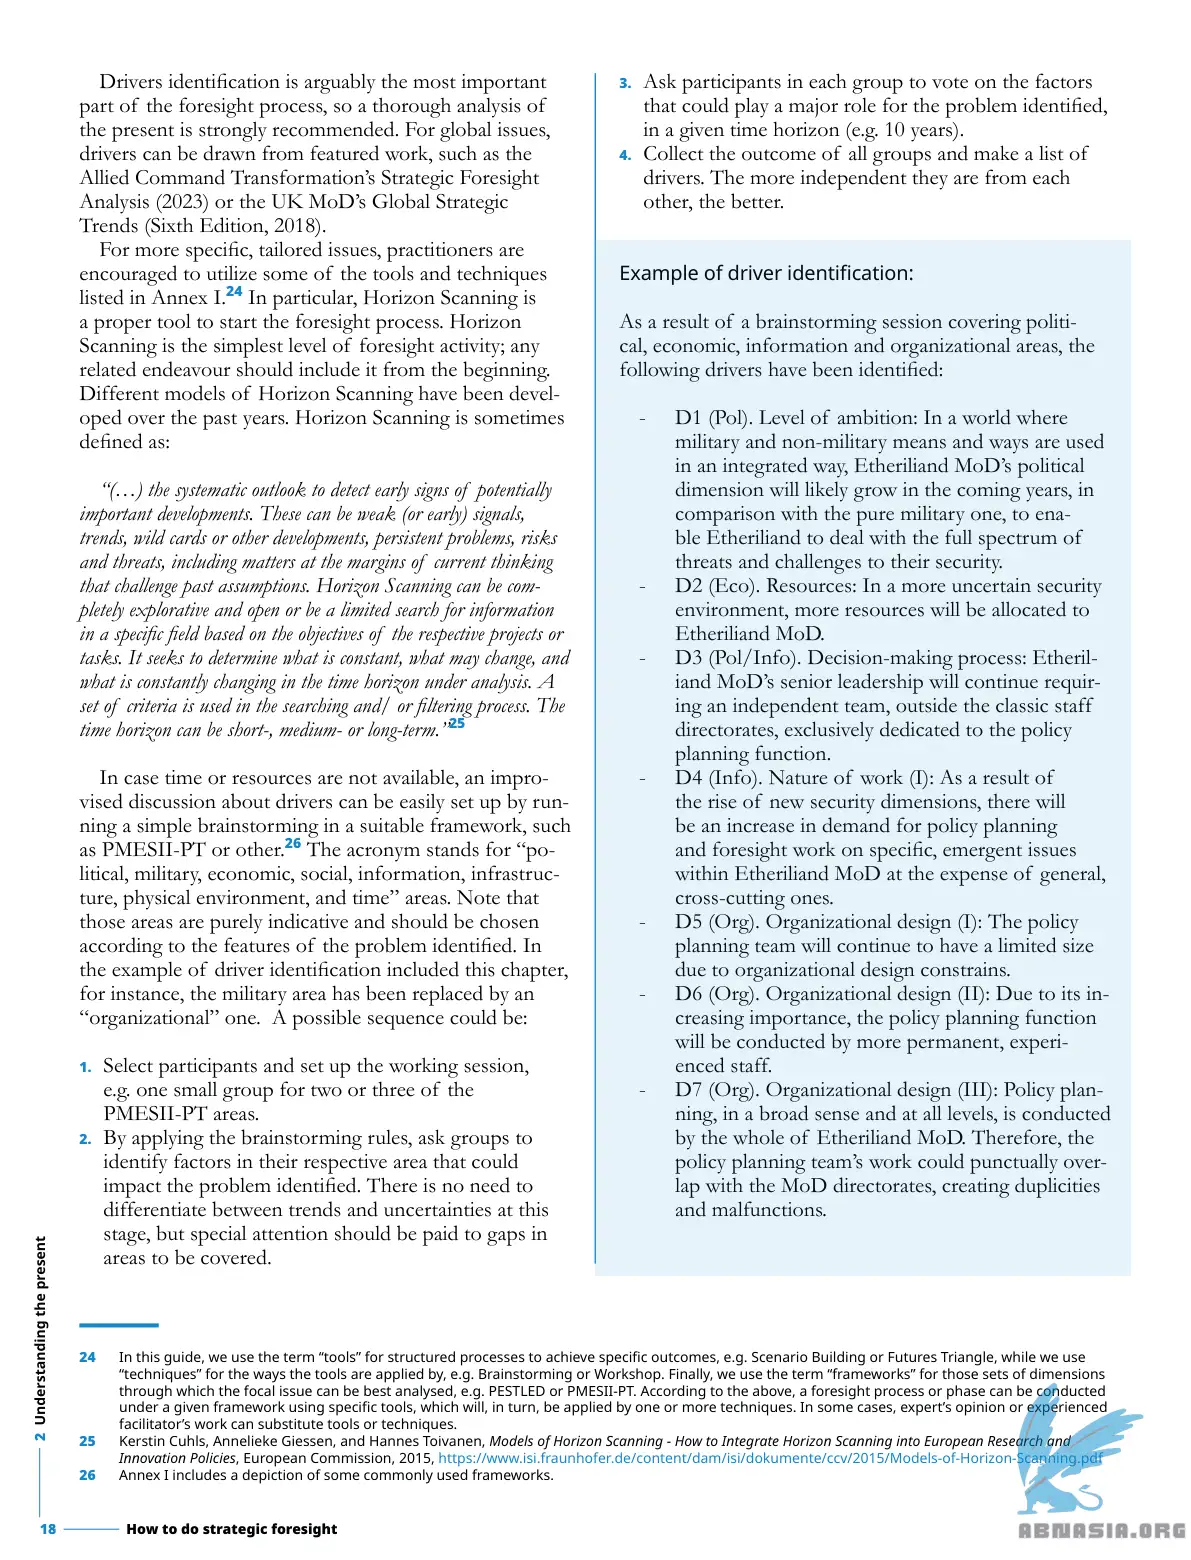 Drivers identification is arguably the most important
part of the foresight process, so a thorough analysis of
the present is strongly recommended. For global issues,
drivers can be drawn from featured work, such as the
Allied Command Transformation’s Strategic Foresight
Analysis (2023) or the UK MoD’s Global Strategic
Trends (Sixth Edition, 2018).
For more specific, tailored issues, practitioners are
encouraged to utilize some of the tools and techniques
listed in Annex I.24 In particular, Horizon Scanning is
a proper tool to start the foresight process. Horizon
Scanning is the simplest level of foresight activity; any
related endeavour should include it from the beginning.
Different models of Horizon Scanning have been devel-
oped over the past years. Horizon Scanning is sometimes
defined as:
“(…) the systematic outlook to detect early signs of potentially
important developments. These can be weak (or early) signals,
trends, wild cards or other developments, persistent problems, risks
and threats, including matters at the margins of current thinking
that challenge past assumptions. Horizon Scanning can be com-
pletely explorative and open or be a limited search for information
in a specific field based on the objectives of the respective projects or
tasks. It seeks to determine what is constant, what may change, and
what is constantly changing in the time horizon under analysis. A
set of criteria is used in the searching and/ or filtering process. The
time horizon can be short-, medium- or long-term.”25
In case time or resources are not available, an impro-
vised discussion about drivers can be easily set up by run-
ning a simple brainstorming in a suitable framework, such
as PMESII-PT or other.26 The acronym stands for “po-
litical, military, economic, social, information, infrastruc-
ture, physical environment, and time” areas. Note that
those areas are purely indicative and should be chosen
according to the features of the problem identified. In
the example of driver identification included this chapter,
for instance, the military area has been replaced by an
“organizational” one. A possible sequence could be:
1. Select participants and set up the working session,
e.g. one small group for two or three of the
PMESII-PT areas.
2. By applying the brainstorming rules, ask groups to
identify factors in their respective area that could
impact the problem identified. There is no need to
differentiate between trends and uncertainties at this
stage, but special attention should be paid to gaps in
areas to be covered.
3. Ask participants in each group to vote on the factors
that could play a major role for the problem identified,
in a given time horizon (e.g. 10 years).
4. Collect the outcome of all groups and make a list of
drivers. The more independent they are from each
other, the better.
Example of driver identification:
As a result of a brainstorming session covering politi-
cal, economic, information and organizational areas, the
following drivers have been identified:
- D1 (Pol). Level of ambition: In a world where
military and non-military means and ways are used
in an integrated way, Etheriliand MoD’s political
dimension will likely grow in the coming years, in
comparison with the pure military one, to ena-
ble Etheriliand to deal with the full spectrum of
threats and challenges to their security.
- D2 (Eco). Resources: In a more uncertain security
environment, more resources will be allocated to
Etheriliand MoD.
- D3 (Pol/Info). Decision-making process: Etheril-
iand MoD’s senior leadership will continue requir-
ing an independent team, outside the classic staff
directorates, exclusively dedicated to the policy
planning function.
- D4 (Info). Nature of work (I): As a result of
the rise of new security dimensions, there will
be an increase in demand for policy planning
and foresight work on specific, emergent issues
within Etheriliand MoD at the expense of general,
cross-cutting ones.
- D5 (Org). Organizational design (I): The policy
planning team will continue to have a limited size
due to organizational design constrains.
- D6 (Org). Organizational design (II): Due to its in-
creasing importance, the policy planning function
will be conducted by more permanent, experi-
enced staff.
- D7 (Org). Organizational design (III): Policy plan-
ning, in a broad sense and at all levels, is conducted
by the whole of Etheriliand MoD. Therefore, the
policy planning team’s work could punctually over-
lap with the MoD directorates, creating duplicities
and malfunctions.
24 In this guide, we use the term “tools” for structured processes to achieve specific outcomes, e.g. Scenario Building or Futures Triangle, while we use
“techniques” for the ways the tools are applied by, e.g. Brainstorming or Workshop. Finally, we use the term “frameworks” for those sets of dimensions
through which the focal issue can be best analysed, e.g. PESTLED or PMESII-PT. According to the above, a foresight process or phase can be conducted
under a given framework using specific tools, which will, in turn, be applied by one or more techniques. In some cases, expert’s opinion or experienced
facilitator’s work can substitute tools or techniques.
25 Kerstin Cuhls, Annelieke Giessen, and Hannes Toivanen, Models of Horizon Scanning - How to Integrate Horizon Scanning into European Research and
Innovation Policies, European Commission, 2015, https://www.isi.fraunhofer.de/content/dam/isi/dokumente/ccv/2015/Models-of-Horizon-Scanning.pdf
26 Annex I includes a depiction of some commonly used frameworks.
2 Understanding the present
18 How to do strategic foresight
ABNASIA.ORG